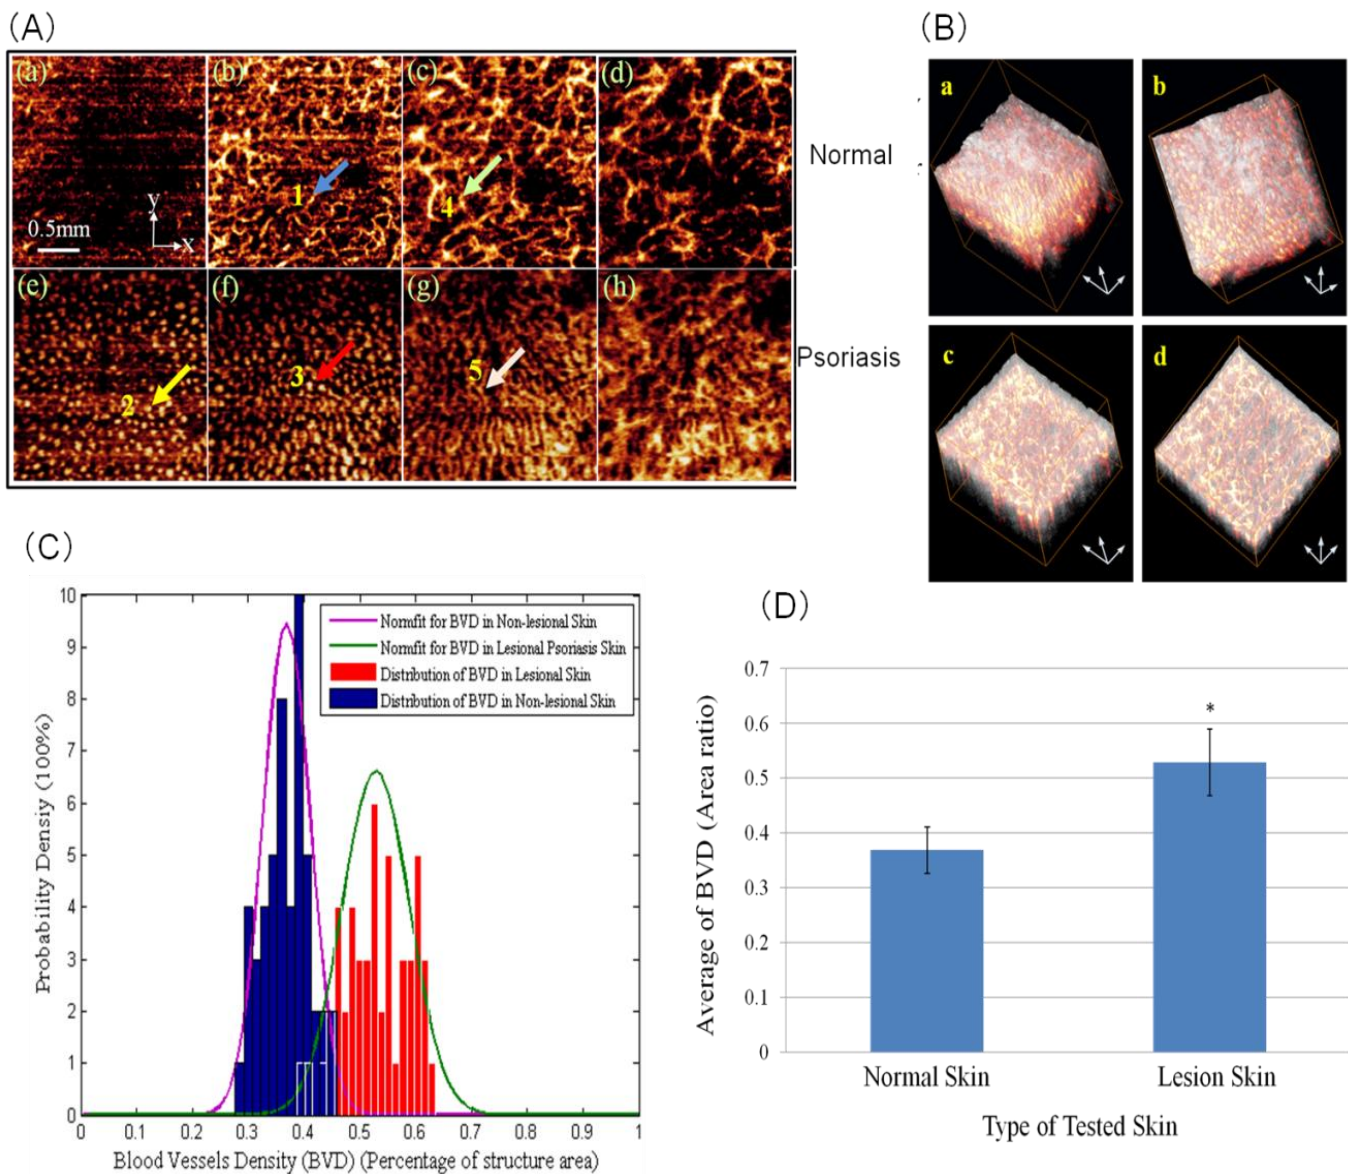 (A)
(a)
(b)
(c)
(d)
1
4
y
x
0.5mm
(e)
(f)
(g)
(h)
2
3
5
Normal
Psoriasis
(B)
a
b
c
d
(C)
10
9
8
7
6
5
4
3
2
1
0
Probability Densiy (100%)
Normfit for BVD in Non-lesional Skin
Normfit for BVD in Lesional Psoriasis Skin
Distribution of BVD in Lesional Skin
Distribution of BVD in Non-lesional Skin
0 0.1 0.2 0.3 0.4 0.5 0.6 0.7 0.8 0.9 1
Blood Vessels Density (BVD) (Percentage of structure area)
(D)
0.7
0.6
0.5
0.4
0.3
0.2
0.1
0
Average of BVD (Area ratio)
*
Normal Skin Lesion Skin
Type of Tested Skin